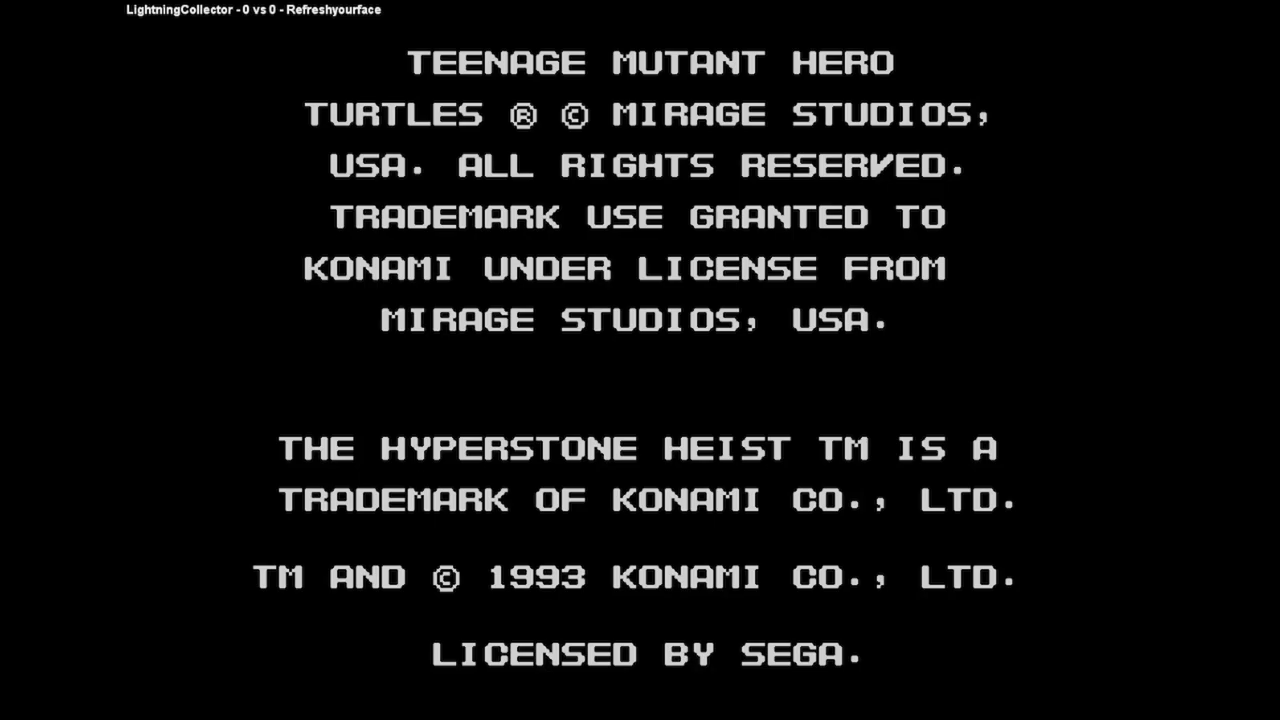 LightningCollector - 0 vs 0 - Refreshyourface
TEENAGE MUTANT HERO
TURTLES ® © MIRAGE STUDIOS,
USA. ALL RIGHTS RESERVED.
TRADEMARK USE GRANTED TO
KONAMI UNDER LICENSE FROM
MIRAGE STUDIOS, USA.
THE HYPERSTONE HEIST TM IS A
TRADEMARK OF KONAMI CO., LTD.
TM AND © 1993 KONAMI CO., LTD.
LICENSED BY SEGA.